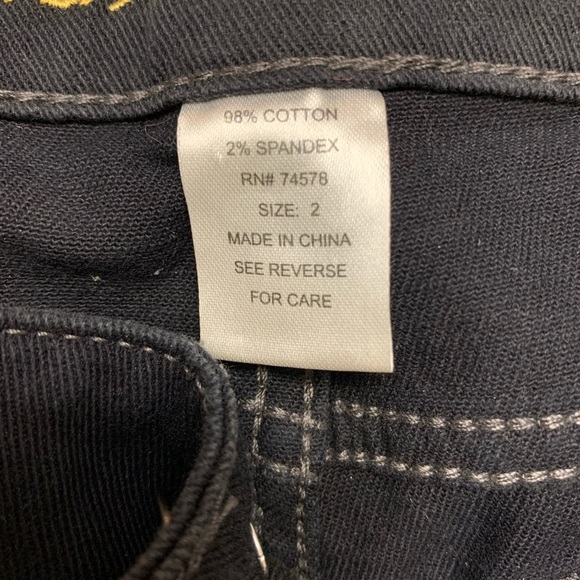 98% COTTON
2% SPANDEX
RN# 74578
SIZE: 2
MADE IN CHINA
SEE REVERSE
FOR CARE